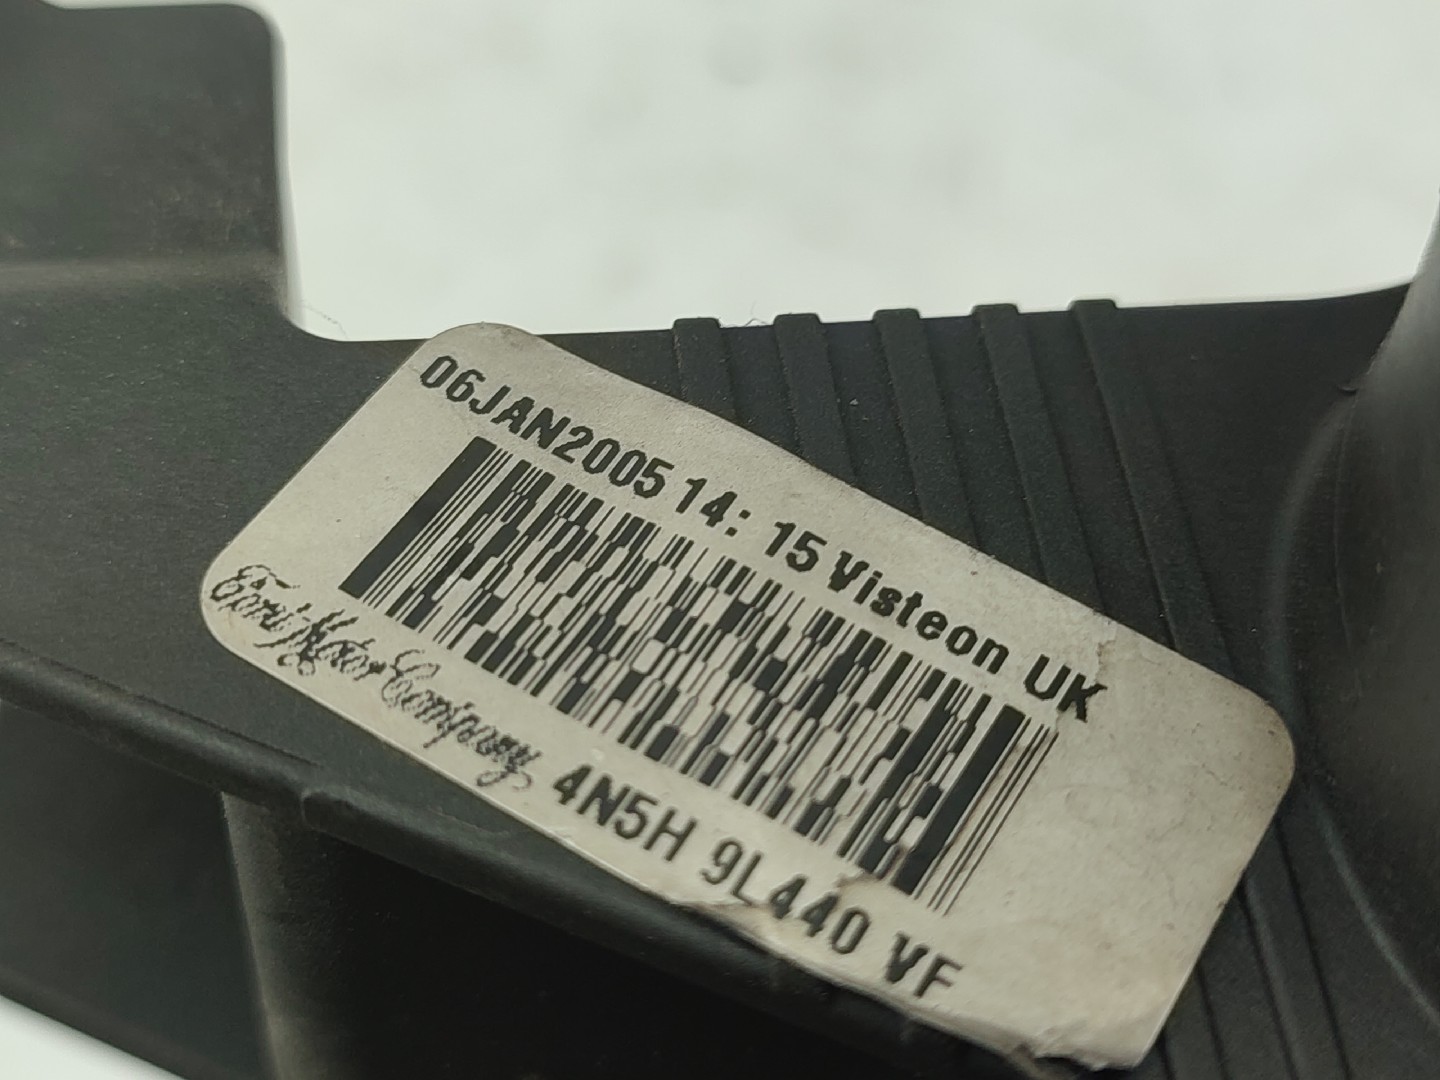 06JAN2005 14: 15 Visteon UK
Ford Motor Company 4N5H 9L440 VF